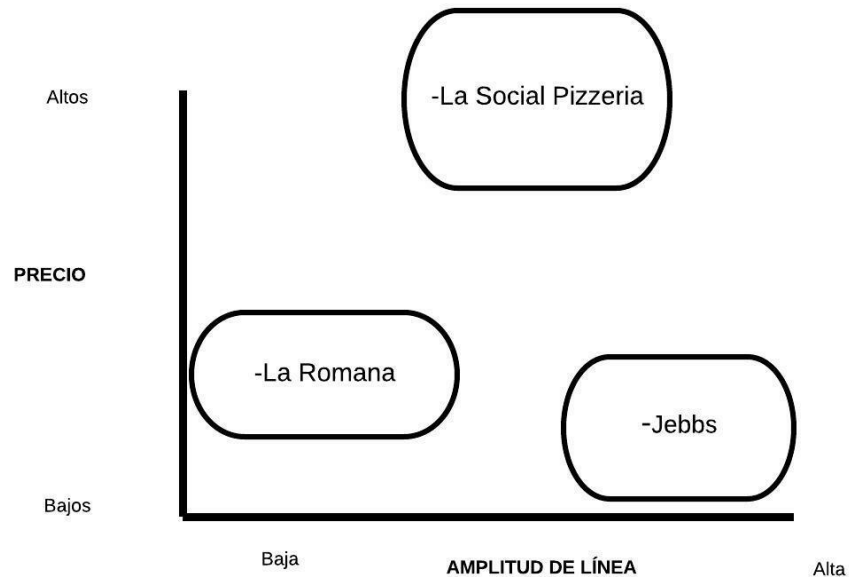 -La Social Pizzeria
Altos
PRECIO
-La Romana
-Jebbs
Bajos
Baja
AMPLITUD DE LÍNEA
Alta